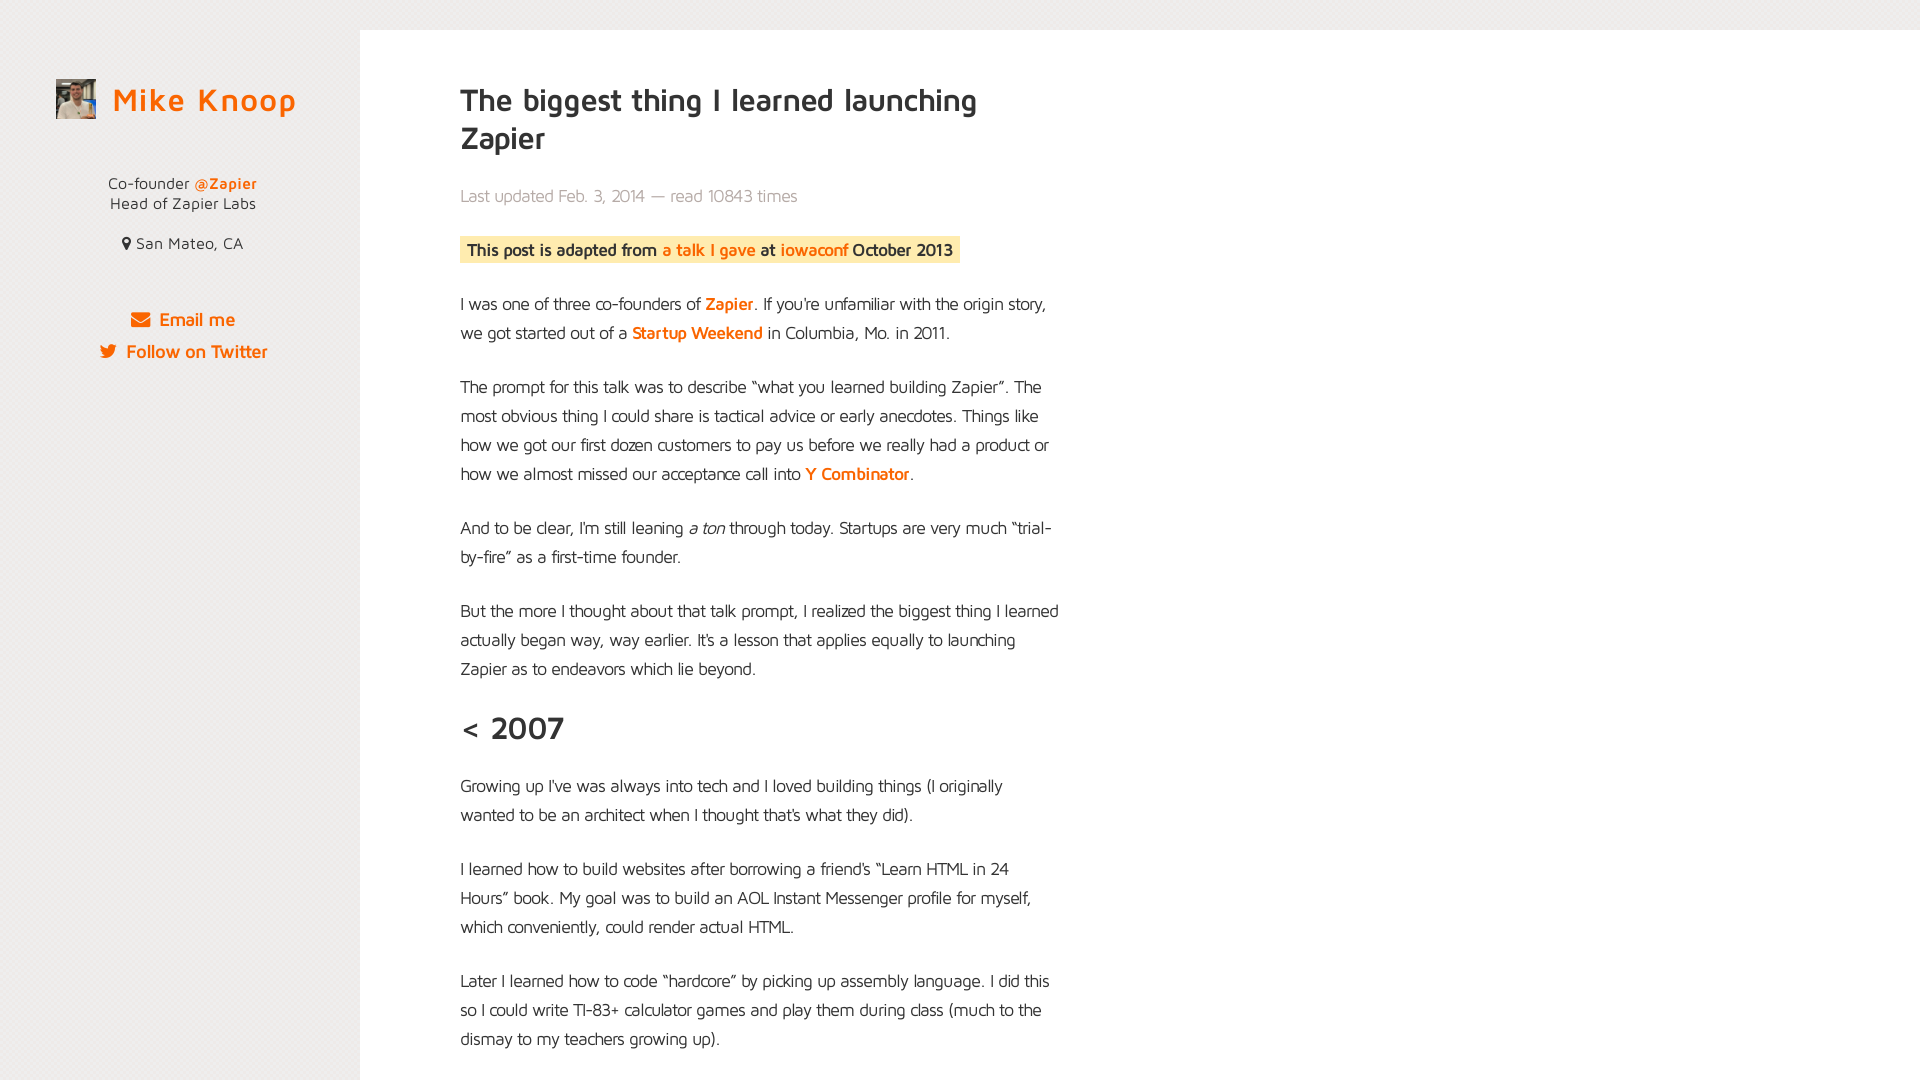 Mike Knoop
Co-founder @Zapier
Head of Zapier Labs
San Mateo, CA
Email me
Follow on Twitter
The biggest thing I learned launching
Zapier
Last updated Feb. 3, 2014 — read 10843 times
This post is adapted from a talk I gave at iowaconf October 2013
I was one of three co-founders of Zapier. If you're unfamiliar with the origin story,
we got started out of a Startup Weekend in Columbia, Mo. in 2011.
The prompt for this talk was to describe “what you learned building Zapier”. The
most obvious thing I could share is tactical advice or early anecdotes. Things like
how we got our first dozen customers to pay us before we really had a product or
how we almost missed our acceptance call into Y Combinator.
And to be clear, I'm still leaning a ton through today. Startups are very much “trial-
by-fire” as a first-time founder.
But the more I thought about that talk prompt, I realized the biggest thing I learned
actually began way, way earlier. It's a lesson that applies equally to launching
Zapier as to endeavors which lie beyond.
< 2007
Growing up I've was always into tech and I loved building things (I originally
wanted to be an architect when I thought that's what they did).
I learned how to build websites after borrowing a friend's “Learn HTML in 24
Hours” book. My goal was to build an AOL Instant Messenger profile for myself,
which conveniently, could render actual HTML.
Later I learned how to code “hardcore” by picking up assembly language. I did this
so I could write TI-83+ calculator games and play them during class (much to the
dismay to my teachers growing up).